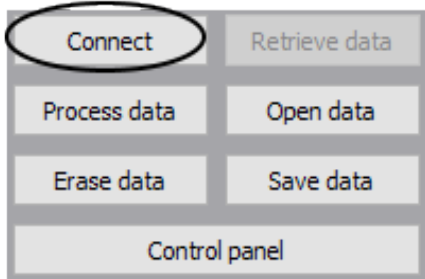 Connect Retrieve data
Process data Open data
Erase data Save data
Control panel